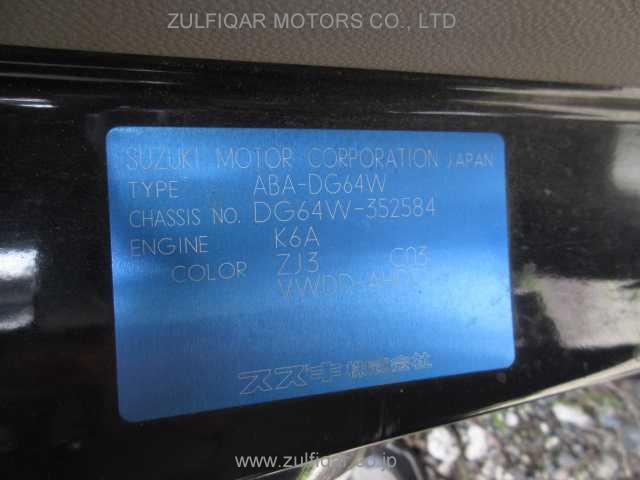 ZULFIQAR MOTORS CO., LTD
SUZUKI MOTOR CORPORATION JAPAN
TYPE ABA-DG64W
CHASSIS NO. DG64W-352584
ENGINE K6A
COLOR ZJ3 C03
スズキ株式会社
www.zulfiqar.jp